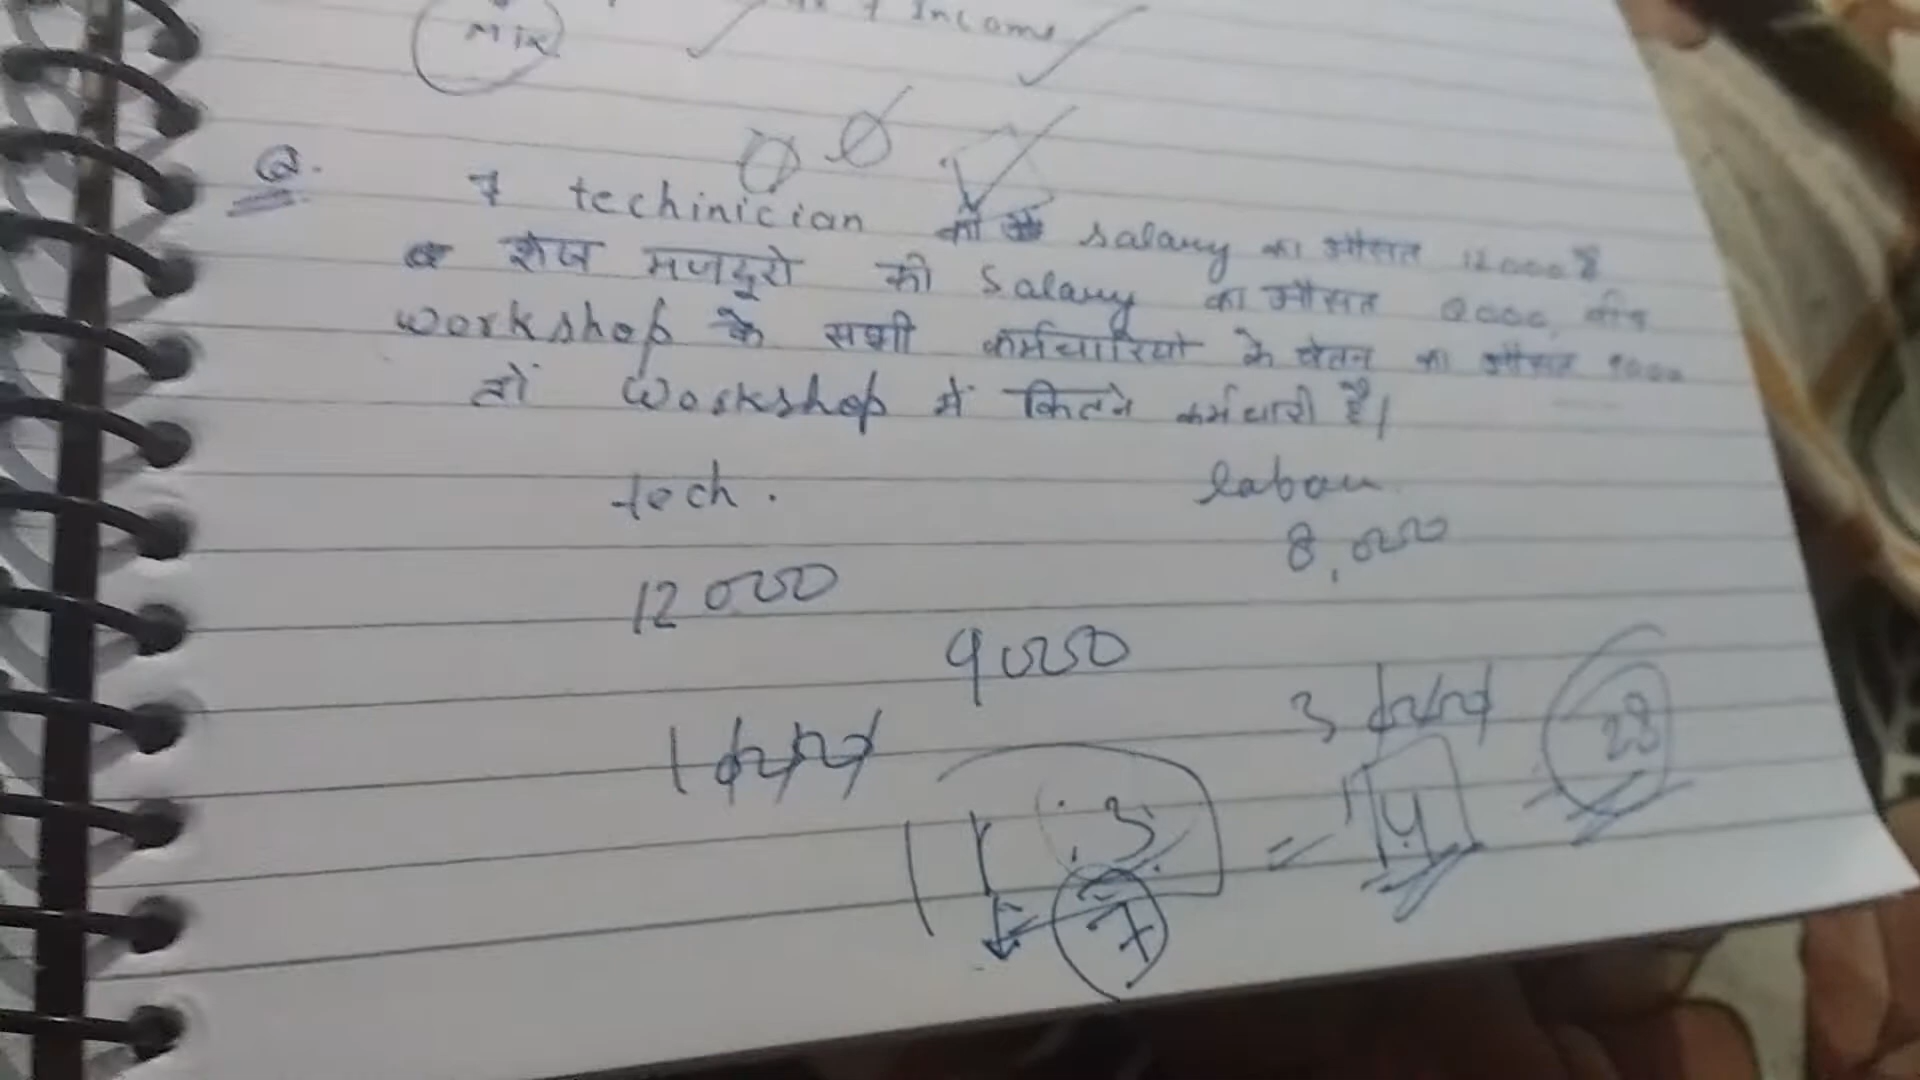 Mix Income
Q. 7 techinician की salary का औसत 12000 है
शेष मजदूरो की Salary का औसत 8000,
workshop के सभी कर्मचारियो के वेतन का औसत 9000
तो Workshop में कितने कर्मचारी है।
tech. labour
12000 8,000
9000
1000 3000 28
1 3 = 4
7